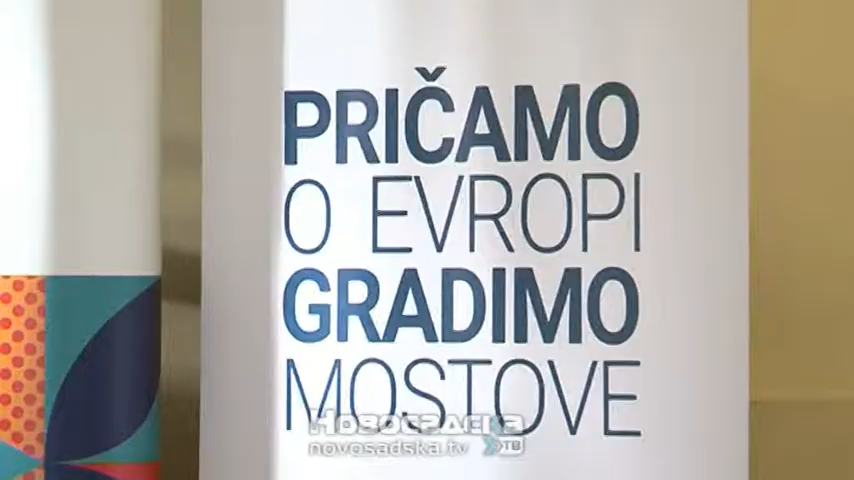 PRIČAMO
O EVROPI
GRADIMO
MOSTOVE
Новосадска
novosadska.tv ТВ